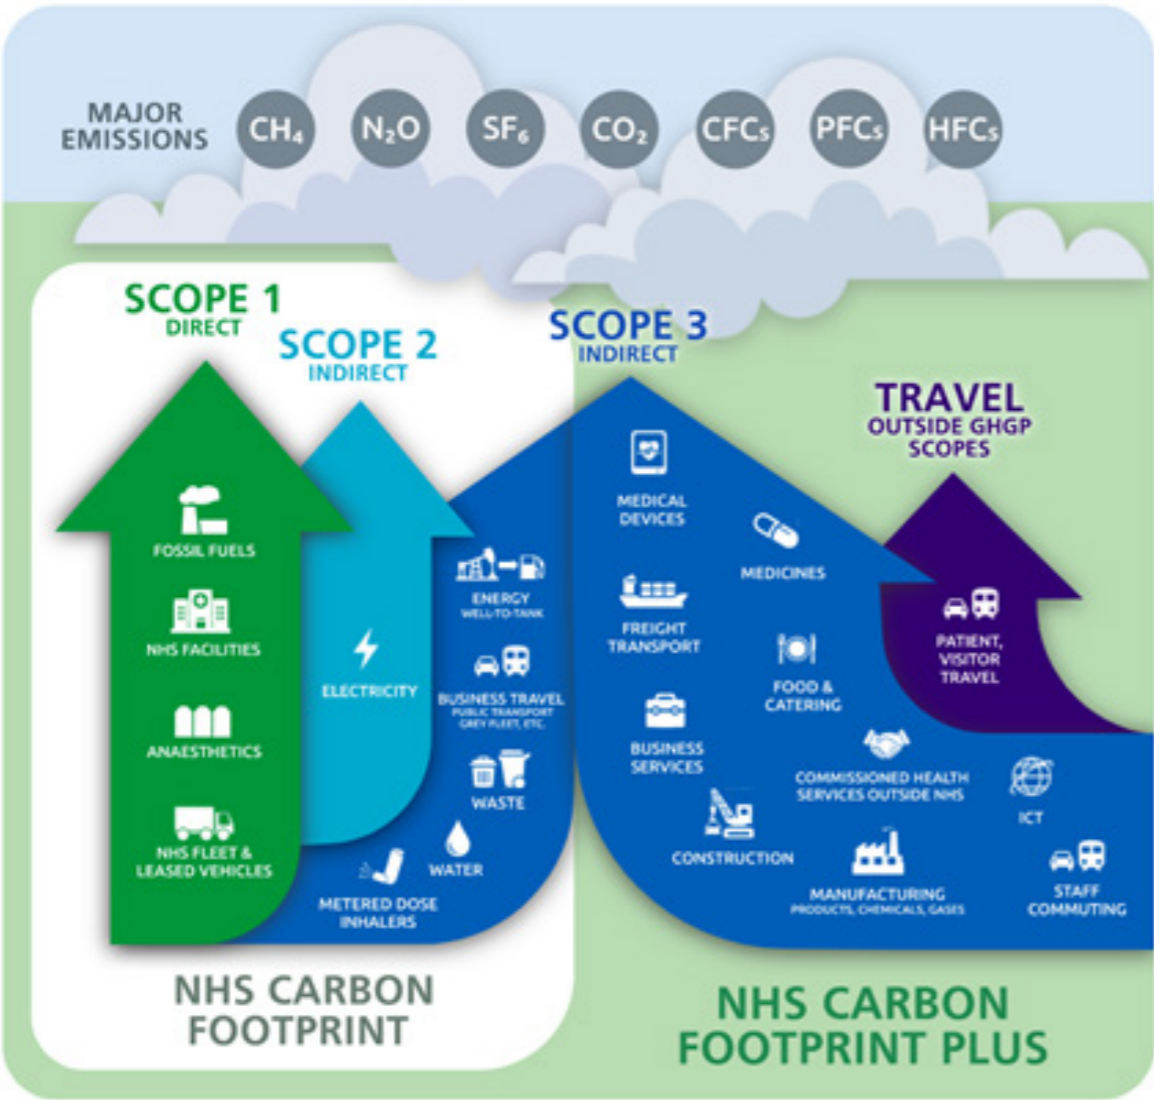 MAJOR
EMISSIONS
CH₄
N₂O
SF₆
CO₂
CFCs
PFCs
HFCs
SCOPE 1
DIRECT
SCOPE 2
INDIRECT
SCOPE 3
INDIRECT
TRAVEL
OUTSIDE GHGP
SCOPES
FOSSIL FUELS
NHS FACILITIES
ANAESTHETICS
NHS FLEET &
LEASED VEHICLES
ELECTRICITY
ENERGY
WELL-TO-TANK
BUSINESS TRAVEL
PUBLIC TRANSPORT
GREY FLEET, ETC.
WASTE
WATER
METERED DOSE
INHALERS
MEDICAL
DEVICES
MEDICINES
FREIGHT
TRANSPORT
FOOD &
CATERING
BUSINESS
SERVICES
COMMISSIONED HEALTH
SERVICES OUTSIDE NHS
CONSTRUCTION
MANUFACTURING
PRODUCTS, CHEMICALS, GASES
ICT
STAFF
COMMUTING
PATIENT,
VISITOR
TRAVEL
NHS CARBON
FOOTPRINT
NHS CARBON
FOOTPRINT PLUS